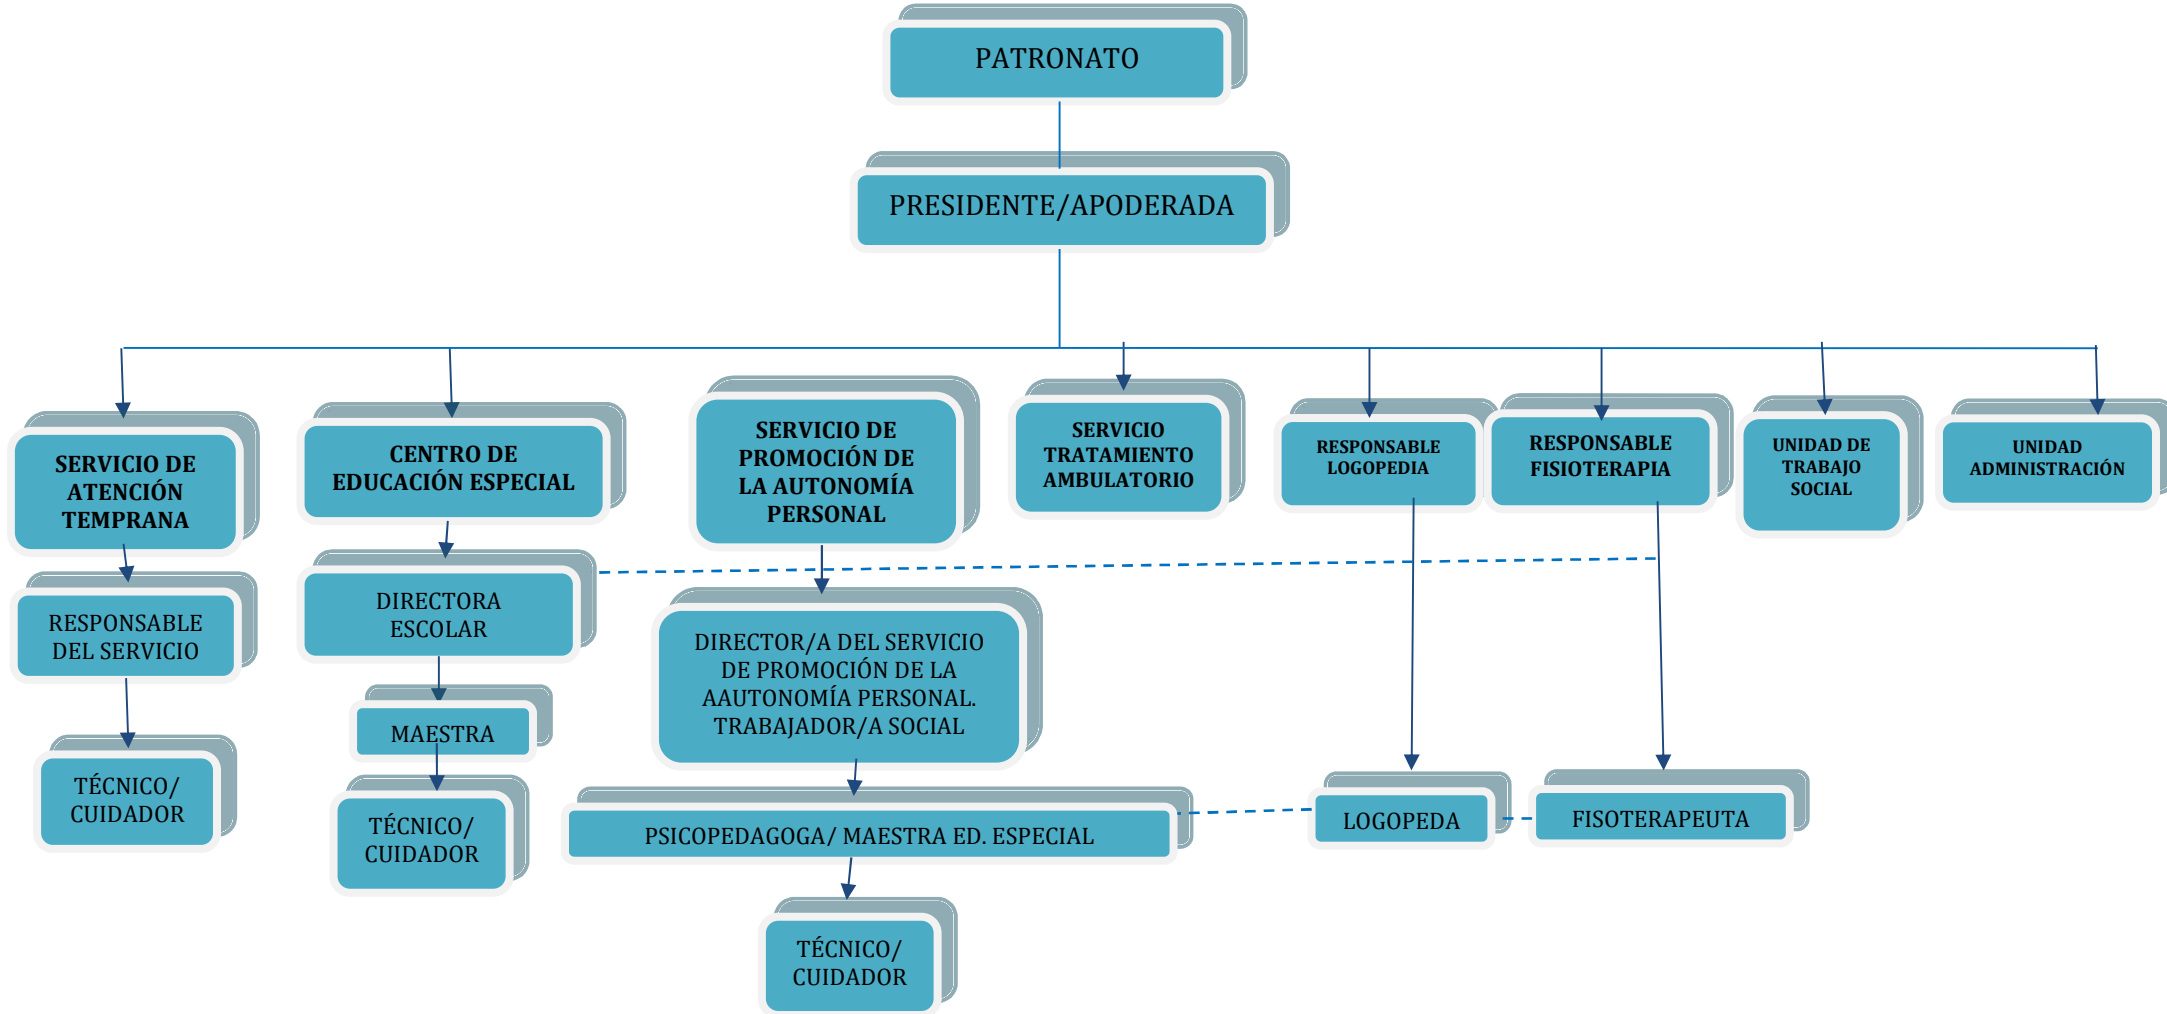 PATRONATO
PRESIDENTE/APODERADA
SERVICIO DE
ATENCIÓN
TEMPRANA
CENTRO DE
EDUCACIÓN ESPECIAL
SERVICIO DE
PROMOCIÓN DE
LA AUTONOMÍA
PERSONAL
SERVICIO
TRATAMIENTO
AMBULATORIO
RESPONSABLE
LOGOPEDIA
RESPONSABLE
FISIOTERAPIA
UNIDAD DE
TRABAJO
SOCIAL
UNIDAD
ADMINISTRACIÓN
RESPONSABLE
DEL SERVICIO
DIRECTORA
ESCOLAR
DIRECTOR/A DEL SERVICIO
DE PROMOCIÓN DE LA
AAUTONOMÍA PERSONAL.
TRABAJADOR/A SOCIAL
MAESTRA
TÉCNICO/
CUIDADOR
TÉCNICO/
CUIDADOR
PSICOPEDAGOGA/ MAESTRA ED. ESPECIAL
LOGOPEDA
FISOTERAPEUTA
TÉCNICO/
CUIDADOR